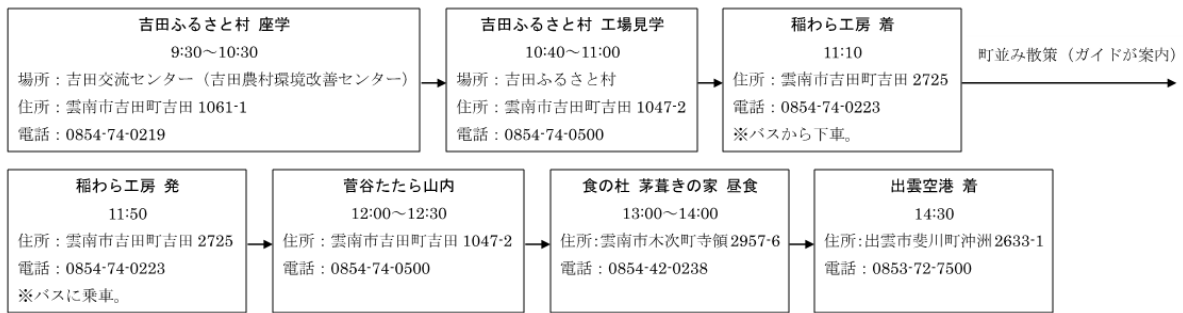 吉田ふるさと村 座学
9:30～10:30
場所：吉田交流センター（吉田農村環境改善センター）
住所：雲南市吉田町吉田 1061-1
電話：0854-74-0219
吉田ふるさと村 工場見学
10:40～11:00
場所：吉田ふるさと村
住所：雲南市吉田町吉田 1047-2
電話：0854-74-0500
稲わら工房 着
11:10
住所：雲南市吉田町吉田 2725
電話：0854-74-0223
※バスから下車。
町並み散策（ガイドが案内）
稲わら工房 発
11:50
住所：雲南市吉田町吉田 2725
電話：0854-74-0223
※バスに乗車。
菅谷たたら山内
12:00～12:30
住所：雲南市吉田町吉田 1047-2
電話：0854-74-0500
食の杜 茅葺きの家 昼食
13:00～14:00
住所：雲南市木次町寺領 2957-6
電話：0854-42-0238
出雲空港 着
14:30
住所：出雲市斐川町沖洲 2633-1
電話：0853-72-7500